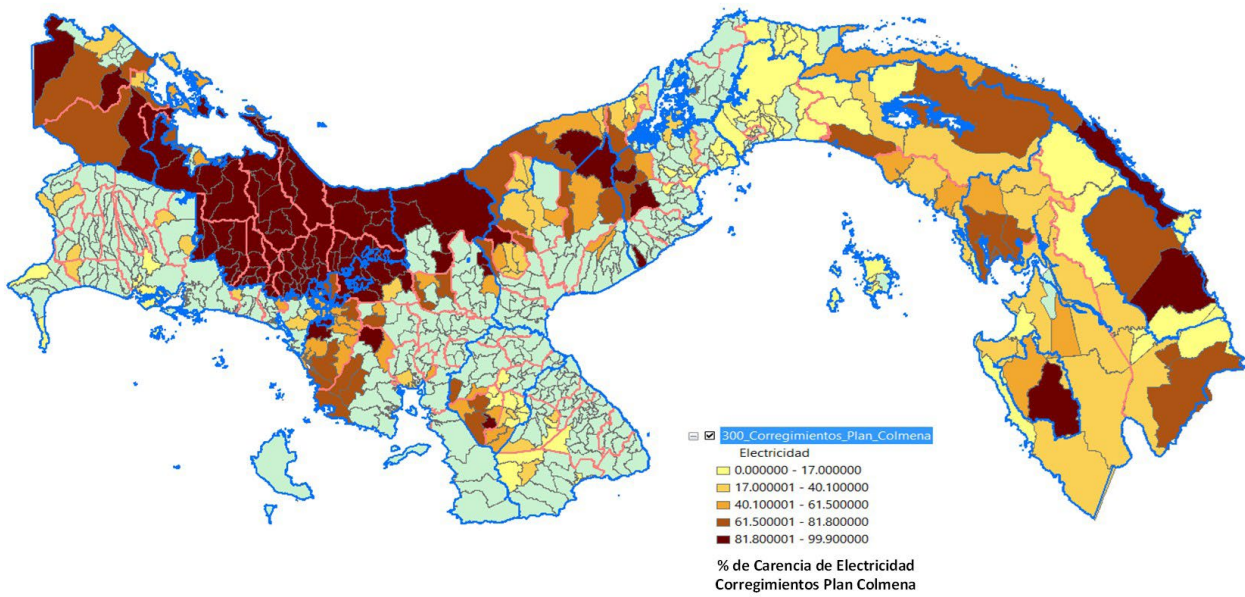 300_Corregimientos_Plan_Colmena
Electricidad
0.000000 - 17.000000
17.000001 - 40.100000
40.100001 - 61.500000
61.500001 - 81.800000
81.800001 - 99.900000
% de Carencia de Electricidad
Corregimientos Plan Colmena